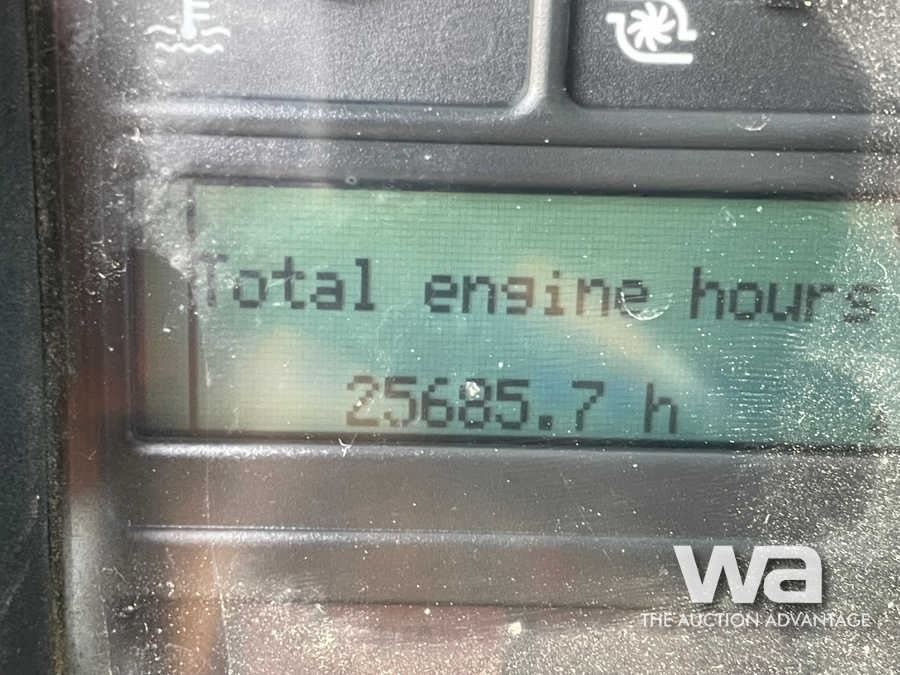 Total engine hours
25685.7 h
wa
THE AUCTION ADVANTAGE